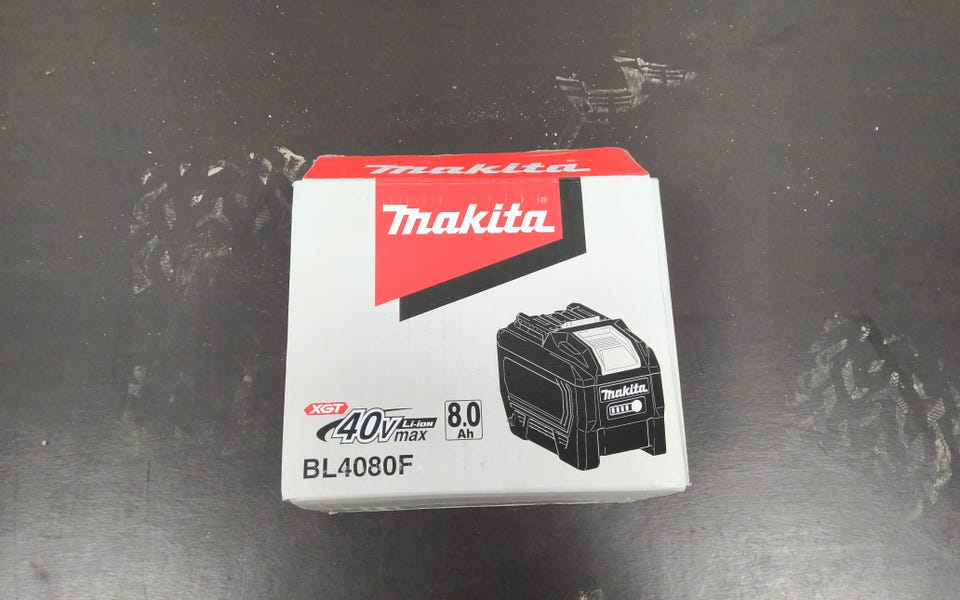 makita
makita®
XGT
40Vmax Li-ion
8.0
Ah
BL4080F
makita